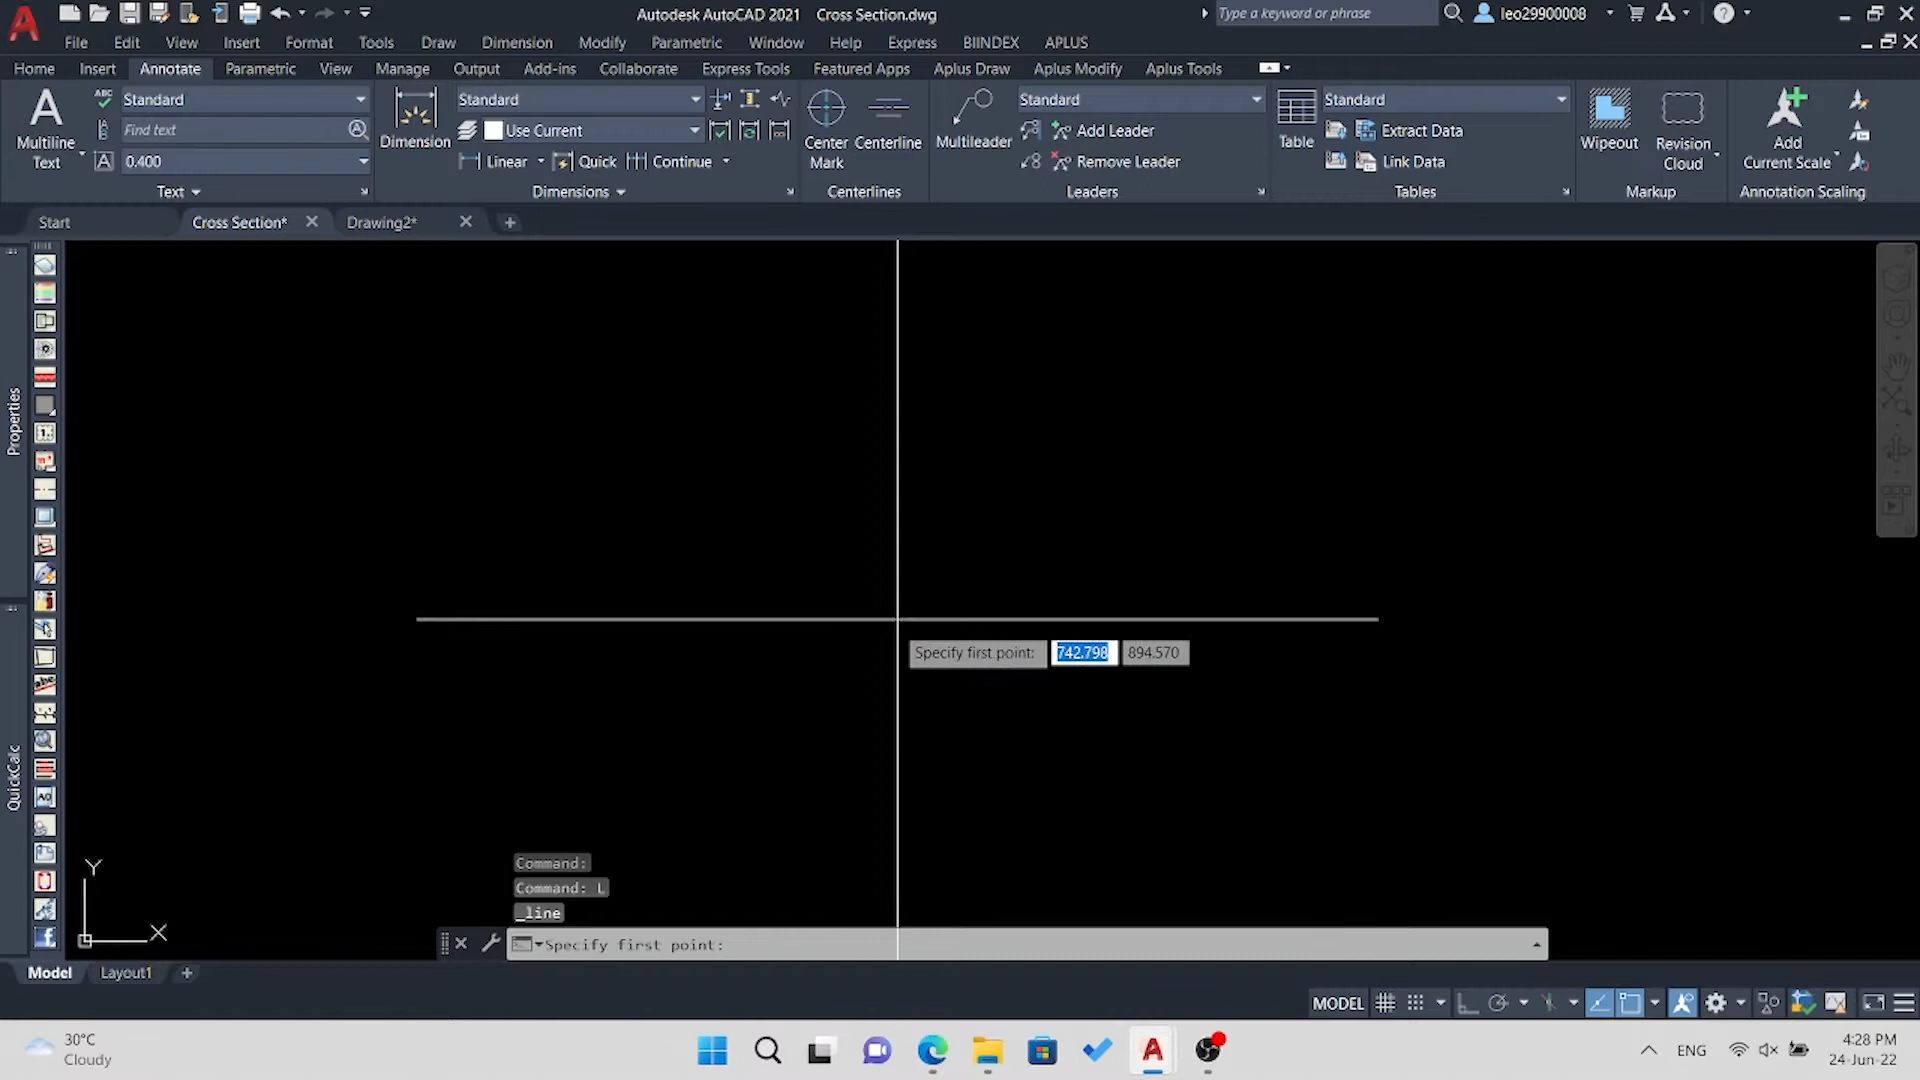 Autodesk AutoCAD 2021 Cross Section.dwg
Type a keyword or phrase
leo29900008
File Edit View Insert Format Tools Draw Dimension Modify Parametric Window Help Express BIINDEX APLUS
Home Insert Annotate Parametric View Manage Output Add-ins Collaborate Express Tools Featured Apps Aplus Draw Aplus Modify Aplus Tools
Multiline Text
Standard
Find text
0.400
Text
Dimension
Standard
Use Current
Linear Quick Continue
Dimensions
Center Mark
Centerline
Centerlines
Multileader
Standard
Add Leader
Remove Leader
Leaders
Table
Standard
Extract Data
Link Data
Tables
Wipeout
Revision Cloud
Markup
Add Current Scale
Annotation Scaling
Start Cross Section* Drawing2*
Properties
QuickCalc
Specify first point: 742.798 894.570
Y
X
Command:
Command: L
_line
Specify first point:
Model Layout1
MODEL
30°C
Cloudy
ENG
4:28 PM
24-Jun-22